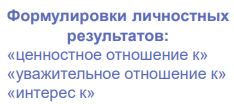 Формулировки личностных
результатов:
«ценностное отношение к»
«уважительное отношение к»
«интерес к»